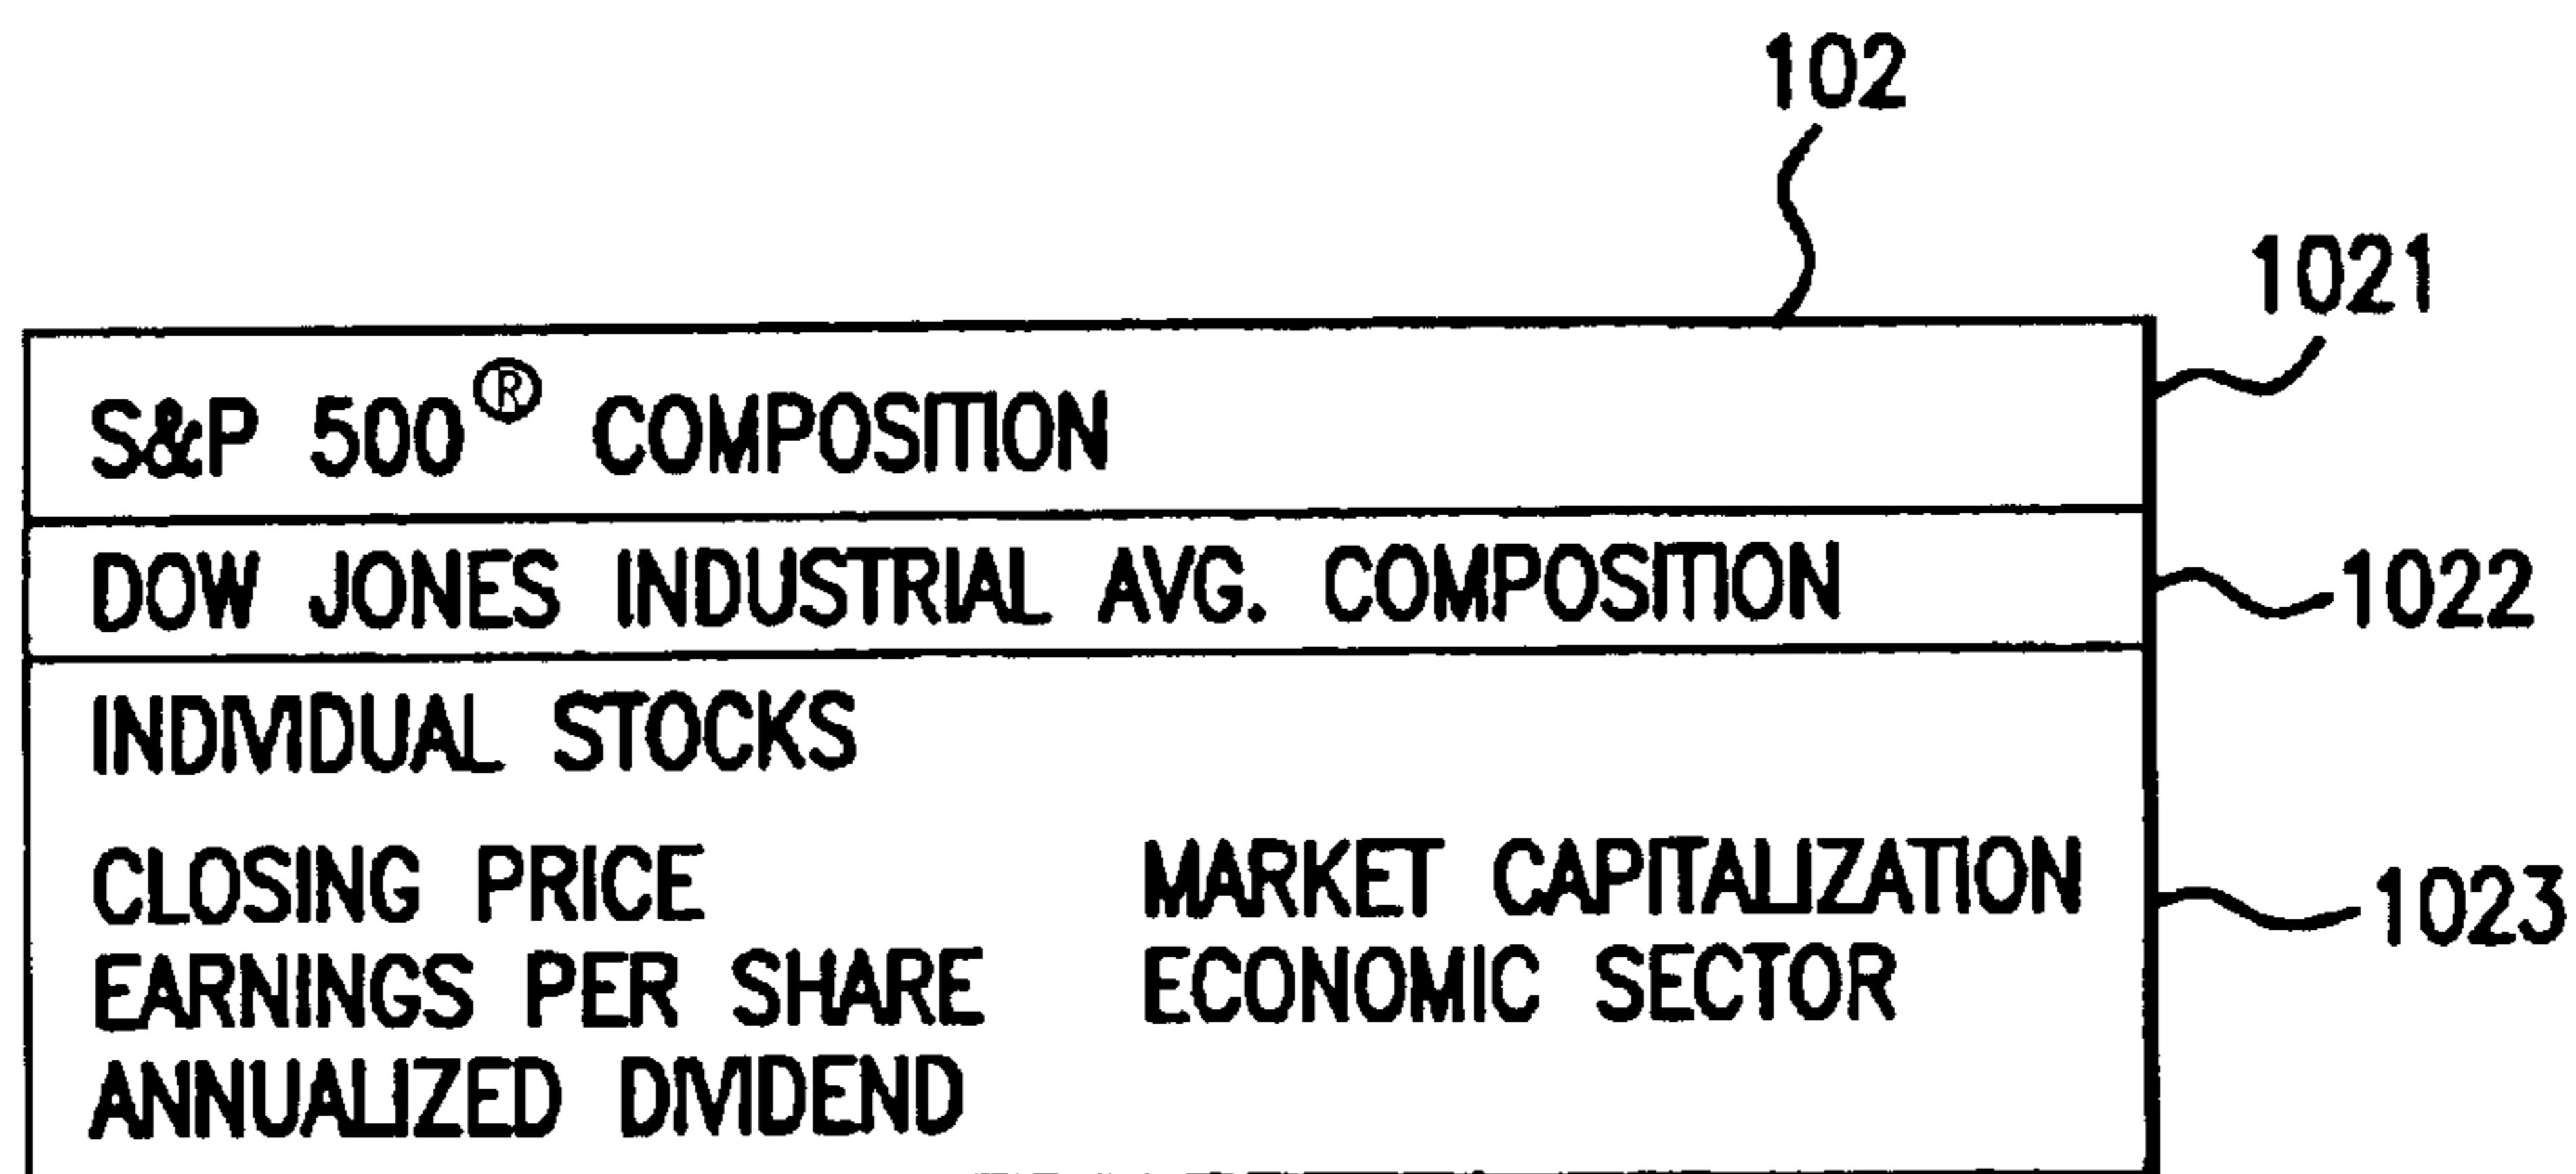 102
1021
S&P 500® COMPOSITION
DOW JONES INDUSTRIAL AVG. COMPOSITION
1022
INDIVIDUAL STOCKS
CLOSING PRICE MARKET CAPITALIZATION
1023
EARNINGS PER SHARE ECONOMIC SECTOR
ANNUALIZED DIVIDEND